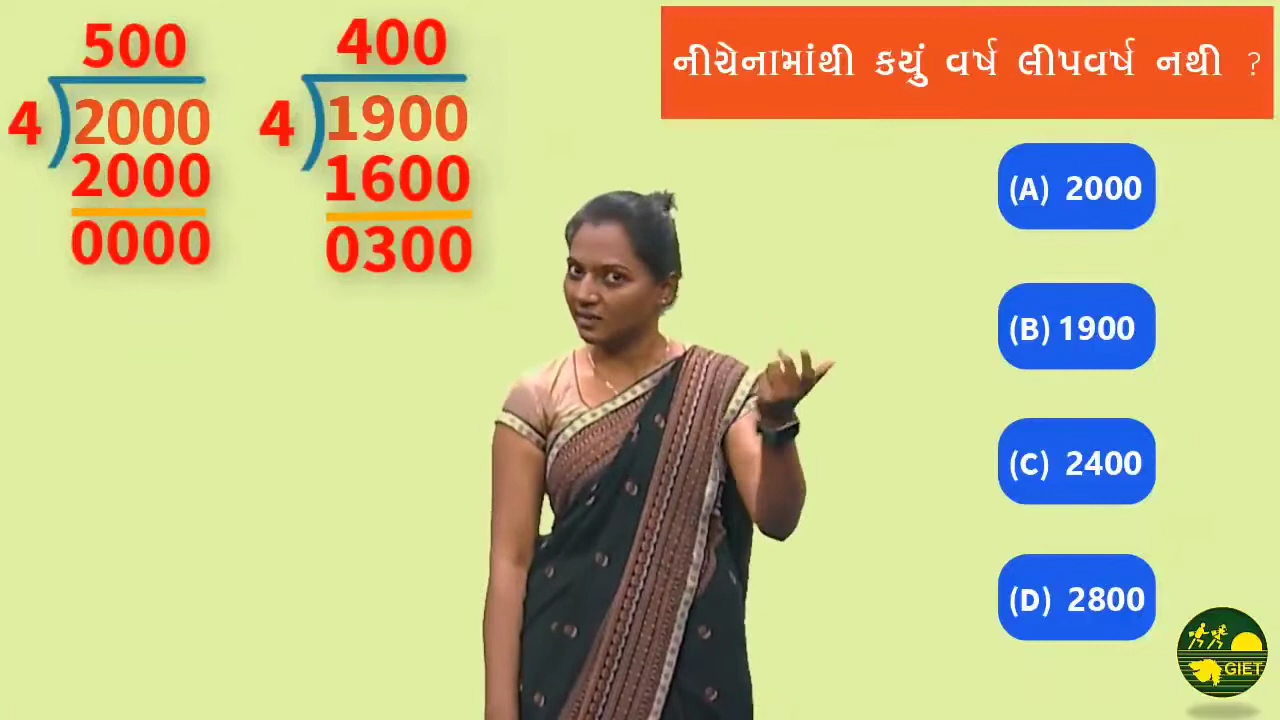 500
4 2000
2000
0000
400
4 1900
1600
0300
નીચેનામાંથી કયું વર્ષ લીપવર્ષ નથી ?
(A) 2000
(B) 1900
(C) 2400
(D) 2800
GIET